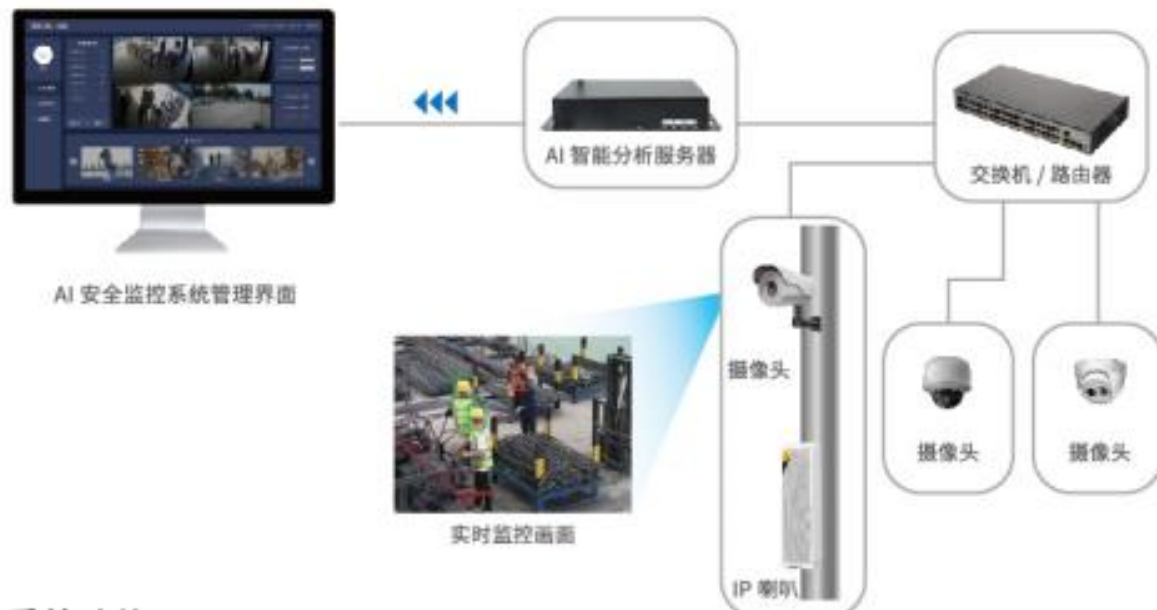 AI 智能分析服务器
交换机 / 路由器
AI 安全监控系统管理界面
摄像头
摄像头
摄像头
实时监控画面
IP 喇叭